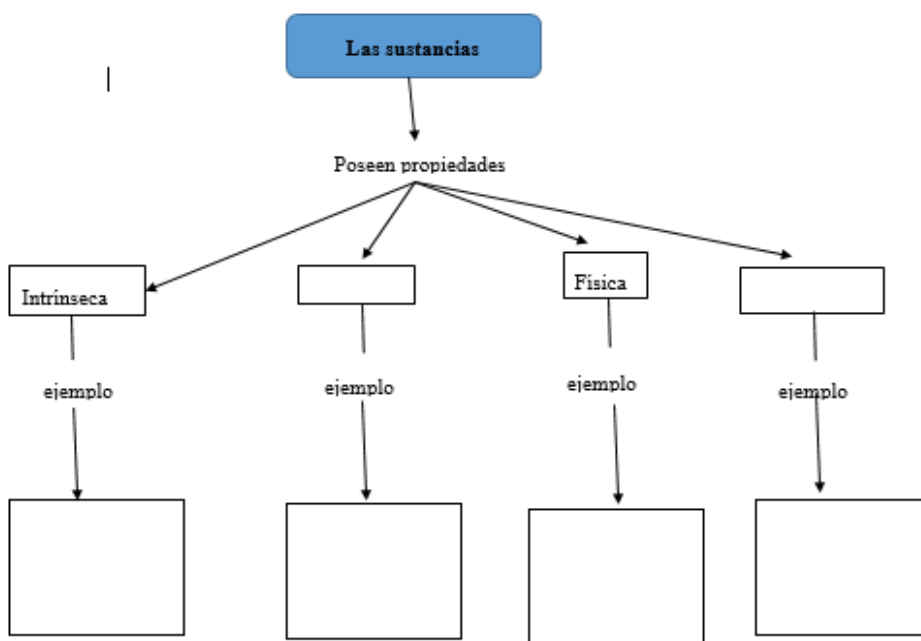 Las sustancias
Poseen propiedades
Intrínseca
Física
ejemplo
ejemplo
ejemplo
ejemplo